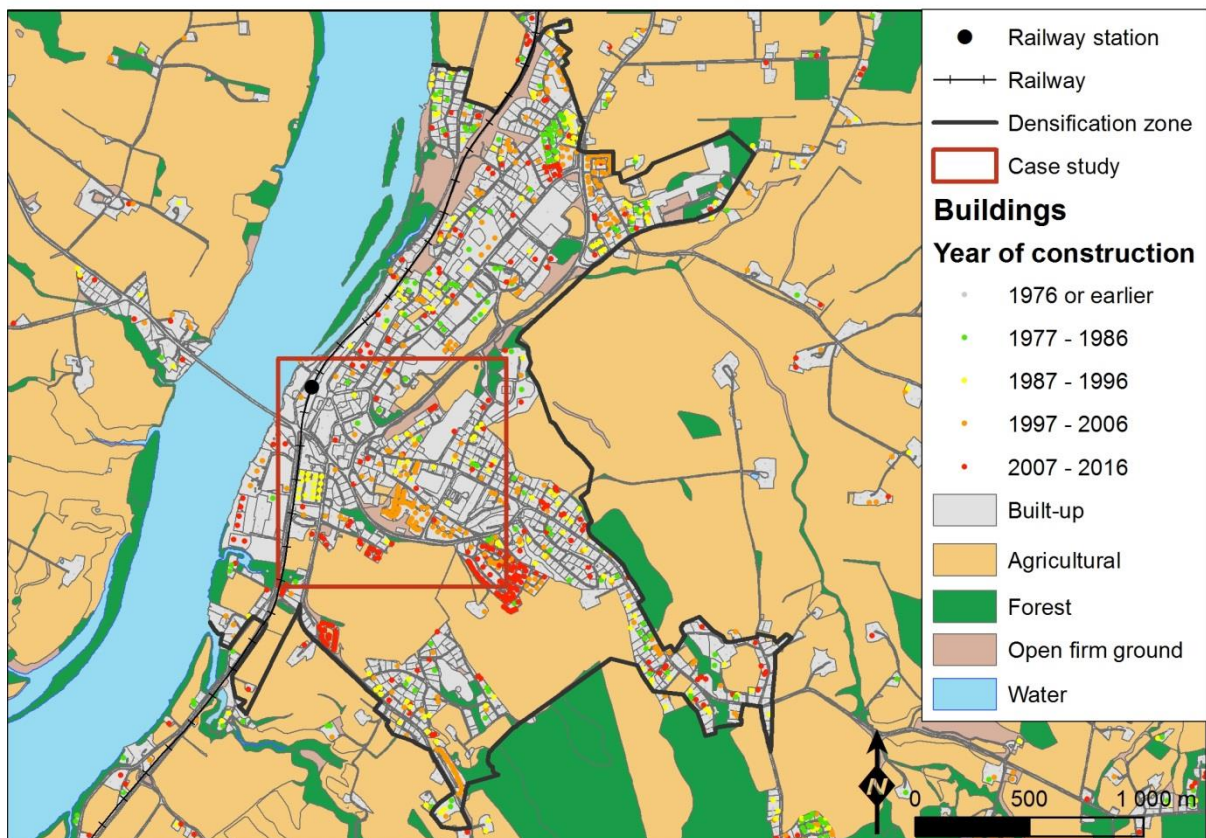 Railway station
Railway
Densification zone
Case study
Buildings
Year of construction
1976 or earlier
1977 - 1986
1987 - 1996
1997 - 2006
2007 - 2016
Built-up
Agricultural
Forest
Open firm ground
Water
N
0 500 1 000 m